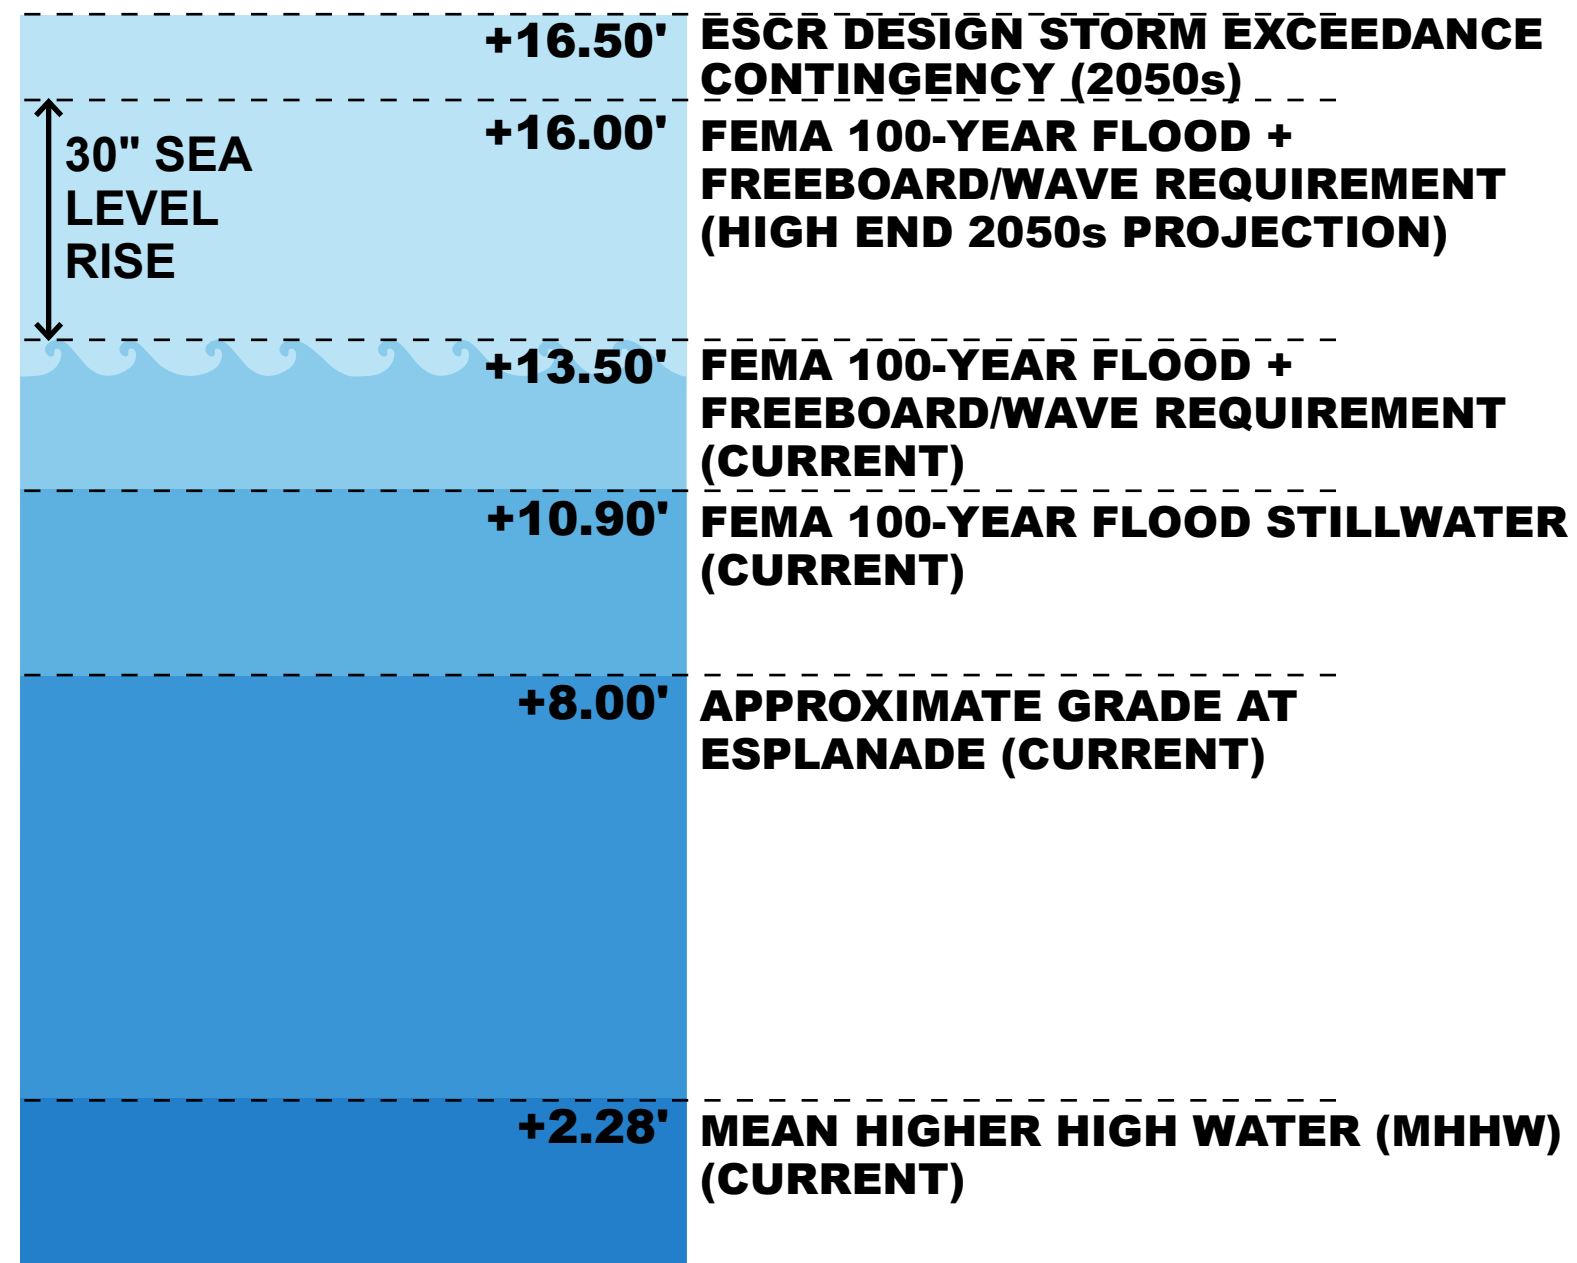 +16.50' ESCR DESIGN STORM EXCEEDANCE
CONTINGENCY (2050s)
+16.00' FEMA 100-YEAR FLOOD +
FREEBOARD/WAVE REQUIREMENT
(HIGH END 2050s PROJECTION)
30" SEA
LEVEL
RISE
+13.50' FEMA 100-YEAR FLOOD +
FREEBOARD/WAVE REQUIREMENT
(CURRENT)
+10.90' FEMA 100-YEAR FLOOD STILLWATER
(CURRENT)
+8.00' APPROXIMATE GRADE AT
ESPLANADE (CURRENT)
+2.28' MEAN HIGHER HIGH WATER (MHHW)
(CURRENT)